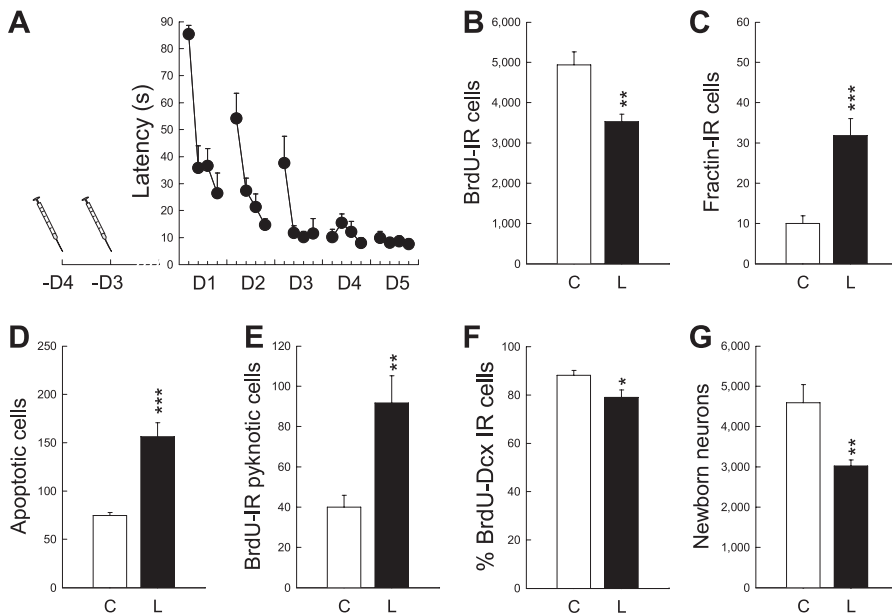 A
Latency (s)
90
80
70
60
50
40
30
20
10
0
-D4 -D3
D1 D2 D3 D4 D5
B
BrdU-IR cells
6,000
5,000
4,000
3,000
2,000
1,000
0
**
C L
C
Fractin-IR cells
60
50
40
30
20
10
0
***
C L
D
Apoptotic cells
250
200
150
100
50
0
***
C L
E
BrdU-IR pyknotic cells
120
100
80
60
40
20
0
**
C L
F
% BrdU-Dcx IR cells
100
80
60
40
20
0
*
C L
G
Newborn neurons
6,000
5,000
4,000
3,000
2,000
1,000
0
**
C L